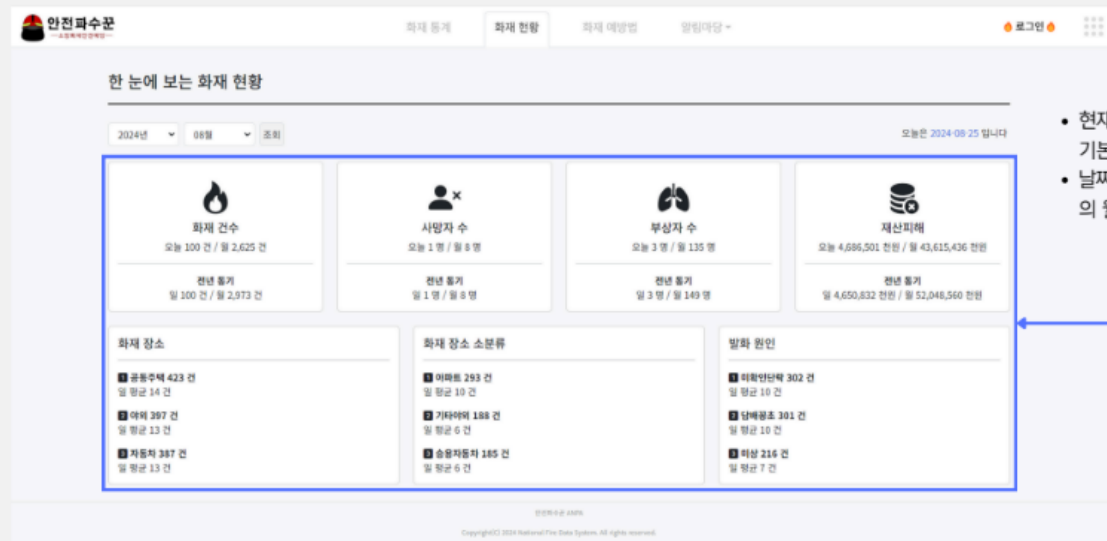 안전파수꾼
화재 통계
화재 현황
화재 예방법
알림마당
로그인
한 눈에 보는 화재 현황
2024년
08월
조회
오늘은 2024-08-25 입니다
화재 건수
오늘 100 건 / 월 2,625 건
전년 동기
일 100 건 / 월 2,973 건
사망자 수
오늘 1 명 / 월 8 명
전년 동기
일 1 명 / 월 8 명
부상자 수
오늘 3 명 / 월 135 명
전년 동기
일 3 명 / 월 149 명
재산피해
오늘 4,686,501 천원 / 월 43,615,436 천원
전년 동기
일 4,650,832 천원 / 월 52,048,560 천원
화재 장소
1 공동주택 423 건
일 평균 14 건
2 야외 397 건
일 평균 13 건
3 자동차 387 건
일 평균 13 건
화재 장소 소분류
1 아파트 293 건
일 평균 10 건
2 기타야외 188 건
일 평균 6 건
3 승용자동차 185 건
일 평균 6 건
발화 원인
1 미확인단락 302 건
일 평균 10 건
2 담배꽁초 301 건
일 평균 10 건
3 미상 216 건
일 평균 7 건
Copyright(C) 2024 National Fire Data System. All rights reserved.